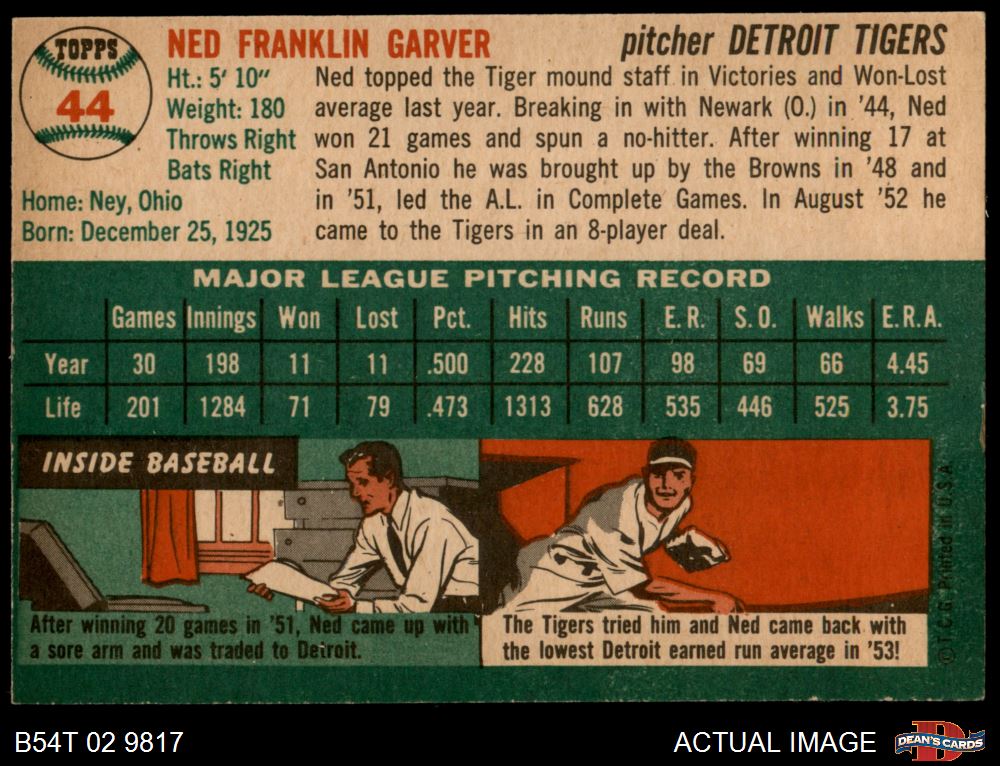 TOPPS
44
NED FRANKLIN GARVER
pitcher DETROIT TIGERS
Ht.: 5' 10"
Weight: 180
Throws Right
Bats Right
Home: Ney, Ohio
Born: December 25, 1925
Ned topped the Tiger mound staff in Victories and Won-Lost
average last year. Breaking in with Newark (O.) in '44, Ned
won 21 games and spun a no-hitter. After winning 17 at
San Antonio he was brought up by the Browns in '48 and
in '51, led the A.L. in Complete Games. In August '52 he
came to the Tigers in an 8-player deal.
MAJOR LEAGUE PITCHING RECORD
Games Innings Won Lost Pct. Hits Runs E.R. S.O. Walks E.R.A.
Year 30 198 11 11 .500 228 107 98 69 66 4.45
Life 201 1284 71 79 .473 1313 628 535 446 525 3.75
INSIDE BASEBALL
After winning 20 games in '51, Ned came up with
a sore arm and was traded to Detroit.
The Tigers tried him and Ned came back with
the lowest Detroit earned run average in '53!
© T.C.G. Printed in U.S.A.
B54T 02 9817
ACTUAL IMAGE
DEAN'S CARDS